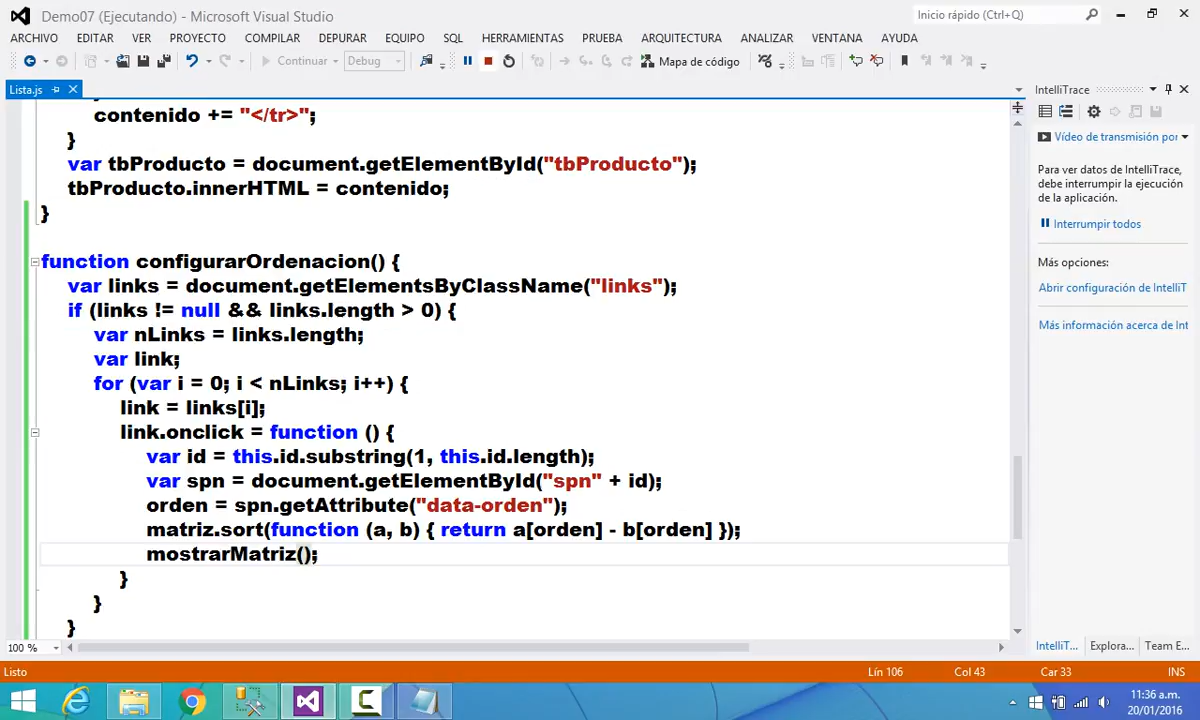 Demo07 (Ejecutando) - Microsoft Visual Studio
Inicio rápido (Ctrl+Q)
ARCHIVO EDITAR VER PROYECTO COMPILAR DEPURAR EQUIPO SQL HERRAMIENTAS PRUEBA ARQUITECTURA ANALIZAR VENTANA AYUDA
Continuar Debug Mapa de código
Lista.js
IntelliTrace
contenido += "</tr>";
}
var tbProducto = document.getElementById("tbProducto");
tbProducto.innerHTML = contenido;
}
function configurarOrdenacion() {
var links = document.getElementsByClassName("links");
if (links != null && links.length > 0) {
var nLinks = links.length;
var link;
for (var i = 0; i < nLinks; i++) {
link = links[i];
link.onclick = function () {
var id = this.id.substring(1, this.id.length);
var spn = document.getElementById("spn" + id);
orden = spn.getAttribute("data-orden");
matriz.sort(function (a, b) { return a[orden] - b[orden] });
mostrarMatriz();
}
}
}
Vídeo de transmisión por
Para ver datos de IntelliTrace,
debe interrumpir la ejecución
de la aplicación.
Interrumpir todos
Más opciones:
Abrir configuración de IntelliT
Más información acerca de Int
100 %
IntelliT... Explora... Team E...
Listo
Lín 106 Col 43 Car 33 INS
11:36 a.m.
20/01/2016